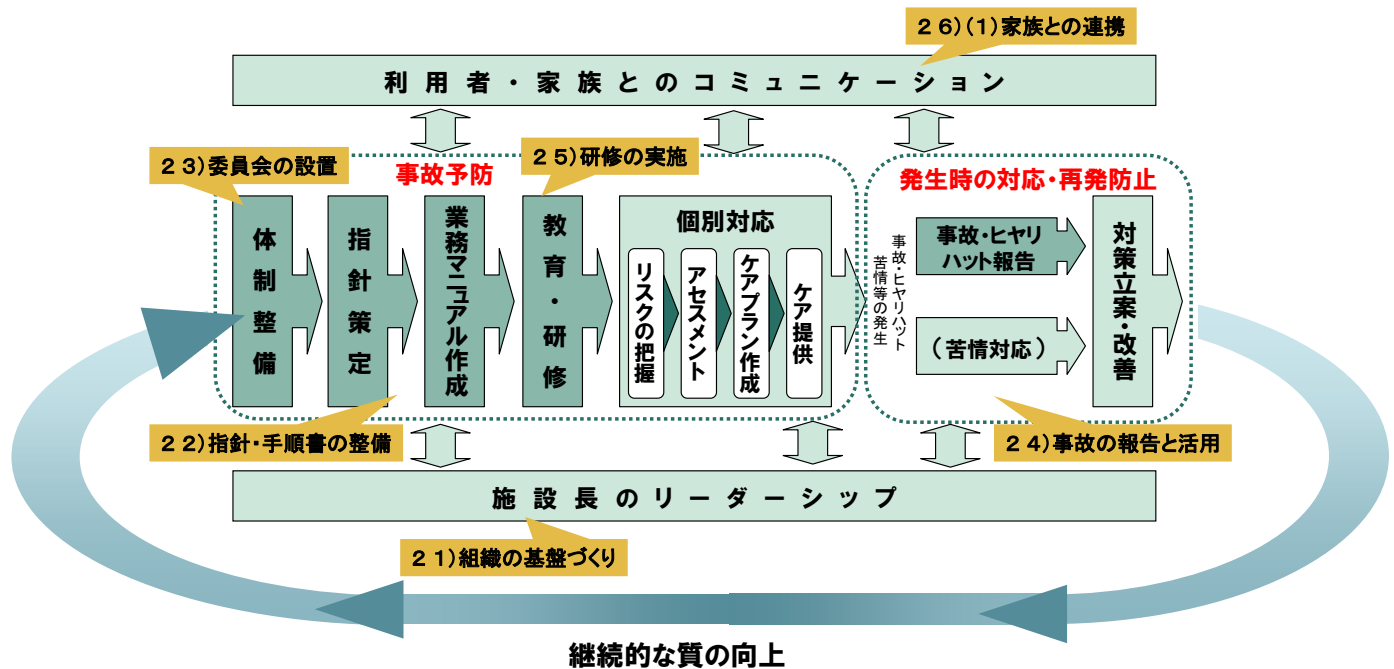 ２６）（１）家族との連携
利用者・家族とのコミュニケーション
２３）委員会の設置
２５）研修の実施
事故予防
発生時の対応・再発防止
体制整備
指針策定
業務マニュアル作成
教育・研修
個別対応
リスクの把握
アセスメント
ケアプラン作成
ケア提供
事故・ヒヤリハット
苦情等の発生
事故・ヒヤリ
ハット報告
（苦情対応）
対策立案・改善
２２）指針・手順書の整備
２４）事故の報告と活用
施設長のリーダーシップ
２１）組織の基盤づくり
継続的な質の向上